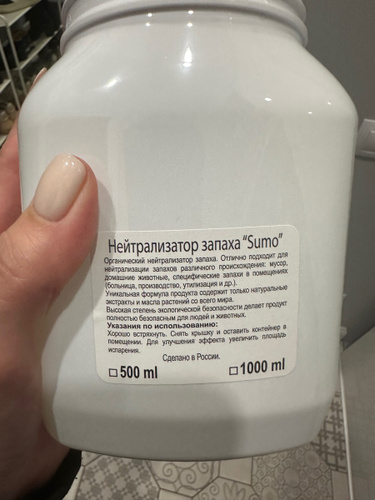 Нейтрализатор запаха "Sumo"
Органический нейтрализатор запаха. Отлично подходит для
нейтрализации запахов различного происхождения: мусор,
домашние животные, специфические запахи в помещениях
(больница, производство, утилизация и др.).
Уникальная формула продукта содержит только натуральные
экстракты и масла растений со всего мира.
Высокая степень экологической безопасности делает продукт
полностью безопасным для людей и животных.
Указания по использованию:
Хорошо встряхнуть. Снять крышку и оставить контейнер в
помещении. Для улучшения эффекта увеличить площадь
испарения.
Сделано в России.
☐ 500 ml ☐ 1000 ml